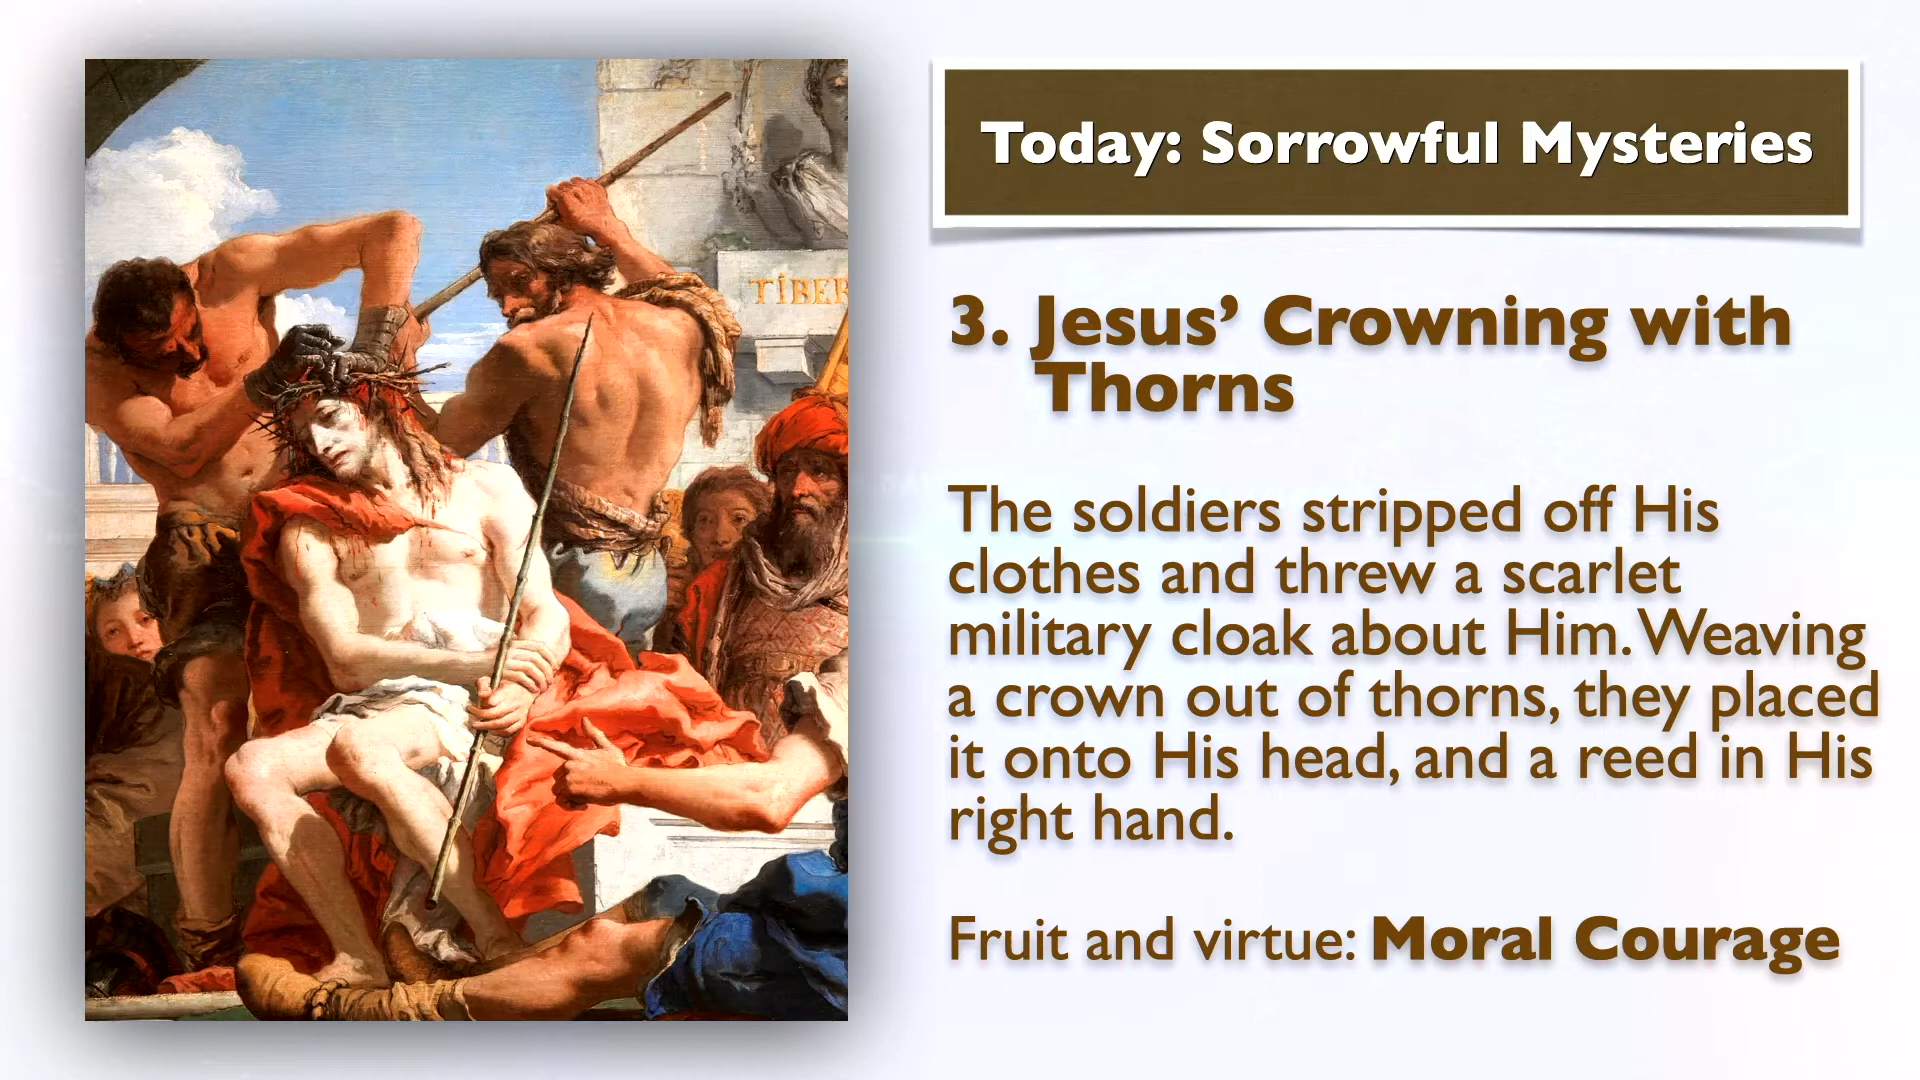 Today: Sorrowful Mysteries
TIBER
3. Jesus’ Crowning with
Thorns
The soldiers stripped off His
clothes and threw a scarlet
military cloak about Him. Weaving
a crown out of thorns, they placed
it onto His head, and a reed in His
right hand.
Fruit and virtue: Moral Courage